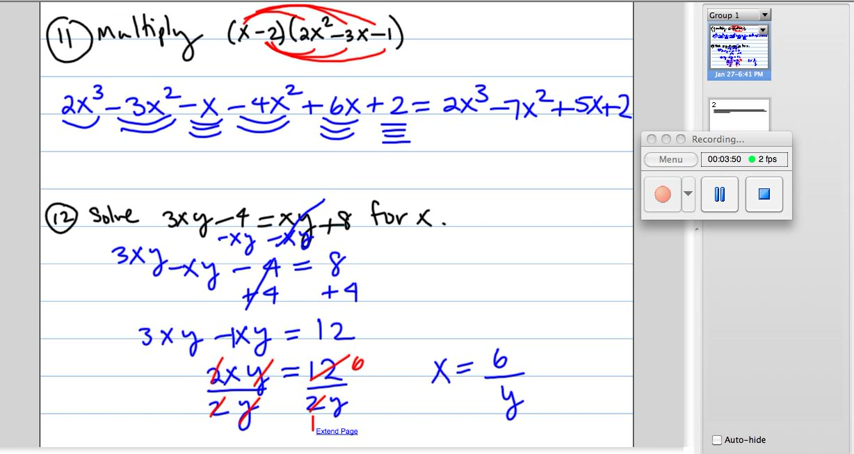 ⑪ Multiply (x-2)(2x²-3x-1)
2x³-3x²-x-4x²+6x+2 = 2x³-7x²+5x+2
⑫ Solve 3xy-4=xy+8 for x.
-xy -xy
3xy-xy-4 = 8
+4 +4
3xy-1xy = 12
2xy = 12 6
2y 2y
1
x = 6
y
Extend Page
Group 1
Jan 27-6:41 PM
2
Recording...
Menu
00:03:50 2 fps
Auto-hide